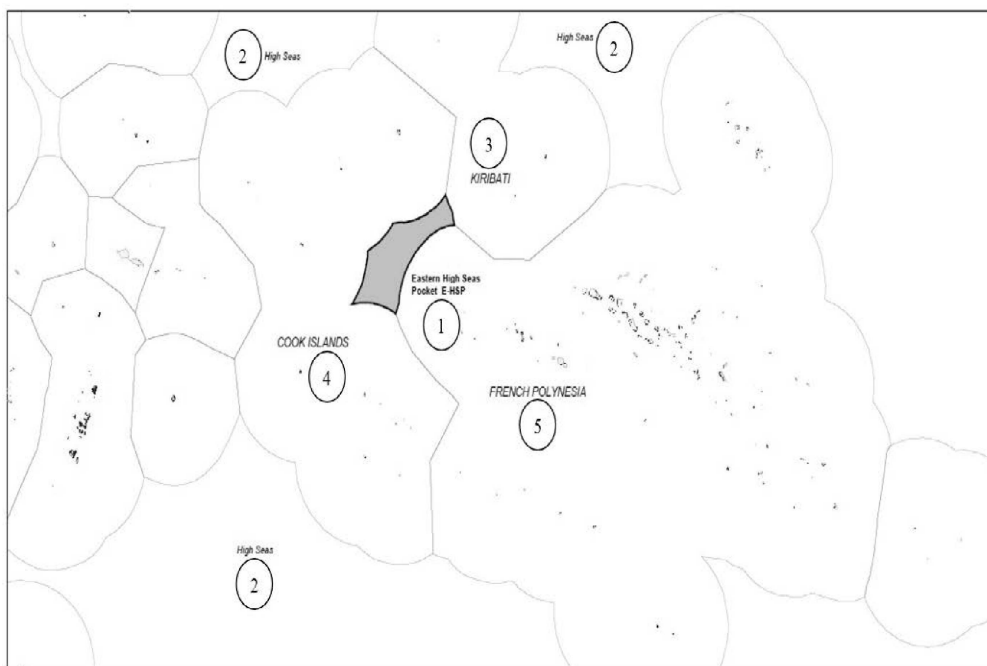 2
High Seas
High Seas
2
3
KIRIBATI
Eastern High Seas
Pocket E-HSP
1
COOK ISLANDS
4
FRENCH POLYNESIA
5
High Seas
2